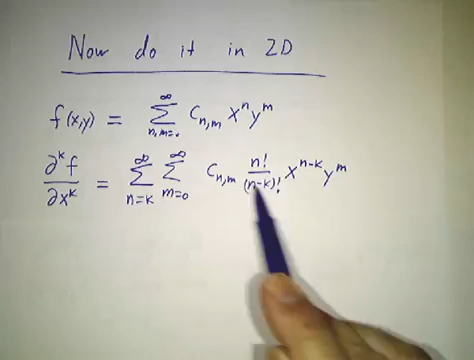 Now do it in 2D
f(x,y) = ∑_{n,m=0}^{∞} C_{n,m} x^n y^m
∂^k f / ∂x^k = ∑_{n=k}^{∞} ∑_{m=0}^{∞} C_{n,m} n!/(n-k)! x^{n-k} y^m